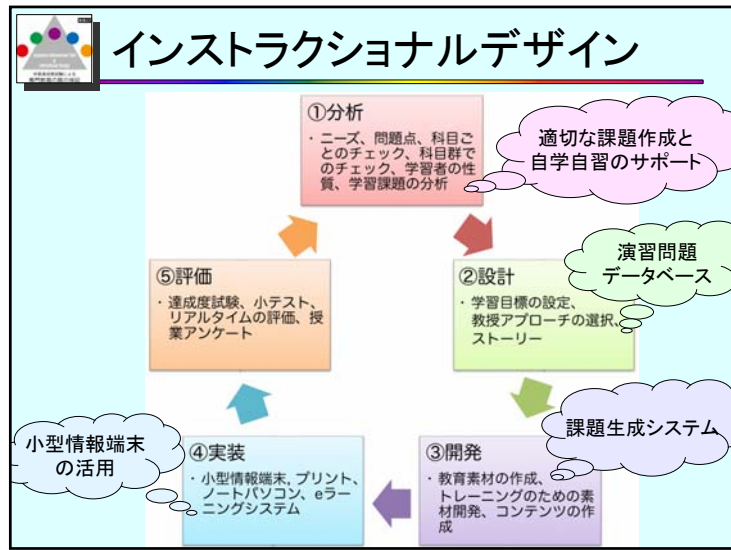 インストラクショナルデザイン
①分析
・ニーズ、問題点、科目ご
とのチェック、科目群で
のチェック、学習者の性
質、学習課題の分析
適切な課題作成と
自学自習のサポート
②設計
・学習目標の設定、
教授アプローチの選択、
ストーリー
演習問題
データベース
③開発
・教育素材の作成、
トレーニングのための素
材開発、コンテンツの作
成
課題生成システム
④実装
・小型情報端末, プリント、
ノートパソコン、eラー
ニングシステム
小型情報端末
の活用
⑤評価
・達成度試験、小テスト、
リアルタイムの評価、授
業アンケート